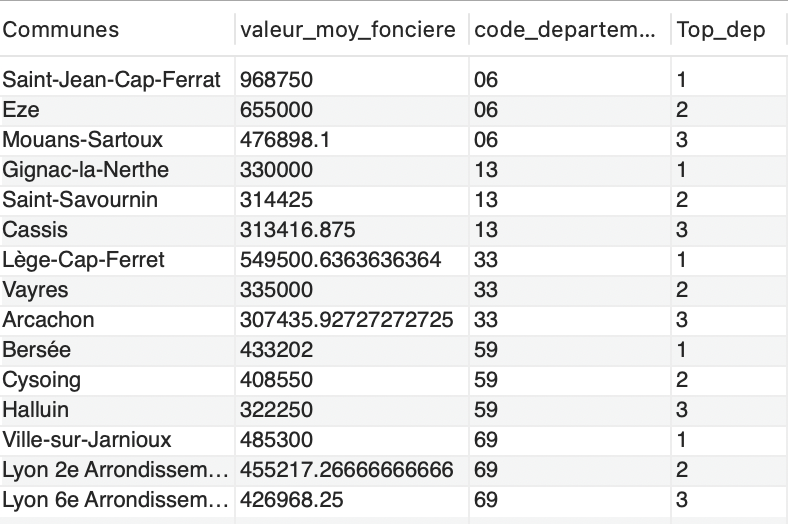 Communes valeur_moy_fonciere code_departem... Top_dep
Saint-Jean-Cap-Ferrat 968750 06 1
Eze 655000 06 2
Mouans-Sartoux 476898.1 06 3
Gignac-la-Nerthe 330000 13 1
Saint-Savournin 314425 13 2
Cassis 313416.875 13 3
Lège-Cap-Ferret 549500.6363636364 33 1
Vayres 335000 33 2
Arcachon 307435.92727272725 33 3
Bersée 433202 59 1
Cysoing 408550 59 2
Halluin 322250 59 3
Ville-sur-Jarnioux 485300 69 1
Lyon 2e Arrondissem... 455217.26666666666 69 2
Lyon 6e Arrondissem... 426968.25 69 3